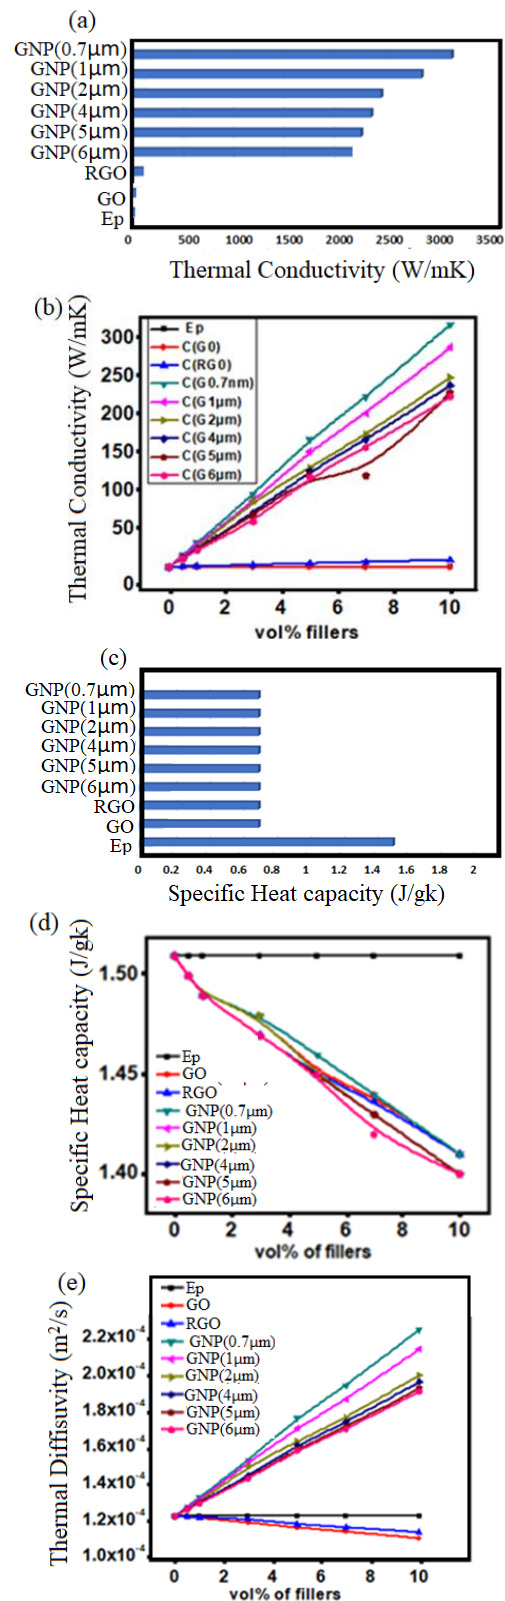 (a)
GNP(0.7μm)
GNP(1μm)
GNP(2μm)
GNP(4μm)
GNP(5μm)
GNP(6μm)
RGO
GO
Ep
0 500 1000 1500 2000 2500 3000 3500
Thermal Conductivity (W/mK)
(b)
Thermal Conductivity (W/mK)
300
250
200
150
100
50
0
Ep
C(G0)
C(RG0)
C(G0.7nm)
C(G1μm)
C(G2μm)
C(G4μm)
C(G5μm)
C(G6μm)
0 2 4 6 8 10
vol% fillers
(c)
GNP(0.7μm)
GNP(1μm)
GNP(2μm)
GNP(4μm)
GNP(5μm)
GNP(6μm)
RGO
GO
Ep
0 0.2 0.4 0.6 0.8 1 1.2 1.4 1.6 1.8 2
Specific Heat capacity (J/gk)
(d)
Specific Heat capacity (J/gk)
1.50
1.45
1.40
Ep
GO
RGO
GNP(0.7μm)
GNP(1μm)
GNP(2μm)
GNP(4μm)
GNP(5μm)
GNP(6μm)
0 2 4 6 8 10
vol% of fillers
(e)
Thermal Diffisuvity (m²/s)
2.2x10⁻⁴
2.0x10⁻⁴
1.8x10⁻⁴
1.6x10⁻⁴
1.4x10⁻⁴
1.2x10⁻⁴
1.0x10⁻⁴
Ep
GO
RGO
GNP(0.7μm)
GNP(1μm)
GNP(2μm)
GNP(4μm)
GNP(5μm)
GNP(6μm)
0 2 4 6 8 10
vol% of fillers